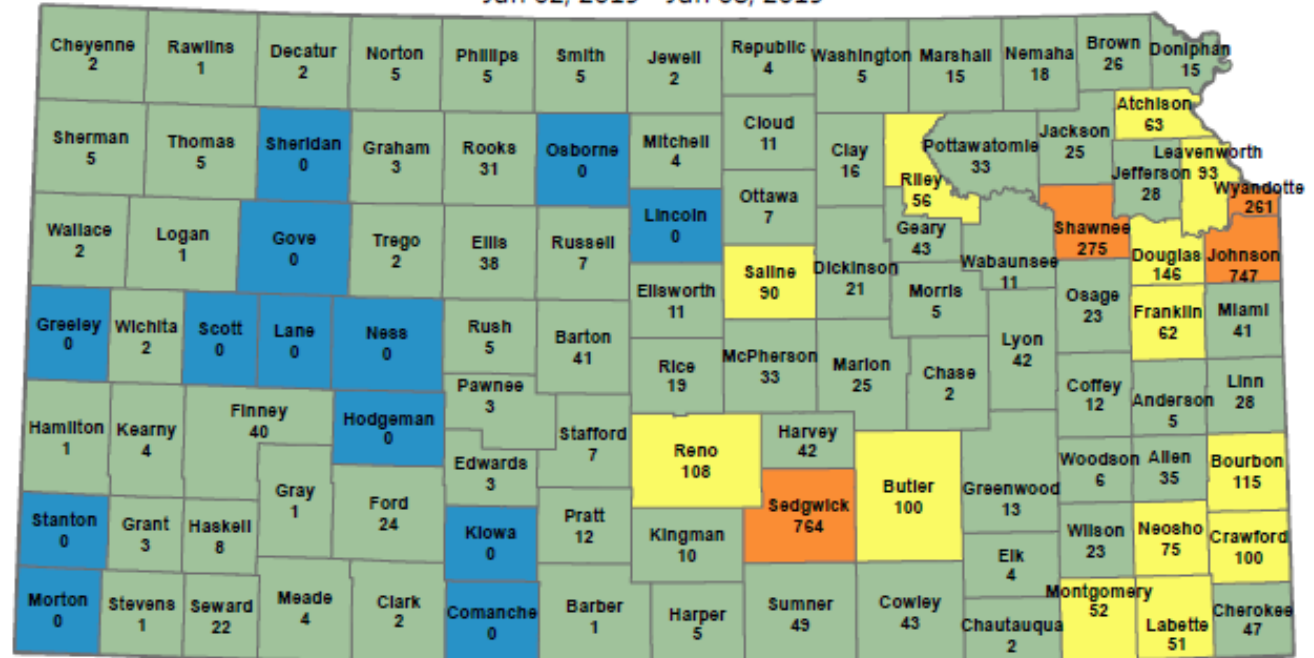 Jun 02, 2019 - Jun 08, 2019
Cheyenne
2
Rawlins
1
Decatur
2
Norton
5
Phillips
5
Smith
5
Jewell
2
Republic
4
Washington
5
Marshall
15
Nemaha
18
Brown
26
Doniphan
15
Atchison
63
Sherman
5
Thomas
5
Sheridan
0
Graham
3
Rooks
31
Osborne
0
Mitchell
4
Cloud
11
Clay
16
Riley
56
Pottawatomie
33
Jackson
25
Jefferson
28
Leavenworth
93
Wyandotte
261
Wallace
2
Logan
1
Gove
0
Trego
2
Ellis
38
Russell
7
Lincoln
0
Ottawa
7
Saline
90
Dickinson
21
Geary
43
Wabaunsee
11
Shawnee
275
Douglas
146
Johnson
747
Ellsworth
11
Morris
5
Osage
23
Franklin
62
Miami
41
Greeley
0
Wichita
2
Scott
0
Lane
0
Ness
0
Rush
5
Barton
41
Rice
19
McPherson
33
Marion
25
Chase
2
Lyon
42
Coffey
12
Anderson
5
Linn
28
Pawnee
3
Hamilton
1
Kearny
4
Finney
40
Hodgeman
0
Edwards
3
Stafford
7
Reno
108
Harvey
42
Sedgwick
764
Butler
100
Greenwood
13
Woodson
6
Allen
35
Bourbon
115
Stanton
0
Grant
3
Haskell
8
Gray
1
Ford
24
Kiowa
0
Pratt
12
Kingman
10
Elk
4
Wilson
23
Neosho
75
Crawford
100
Morton
0
Stevens
1
Seward
22
Meade
4
Clark
2
Comanche
0
Barber
1
Harper
5
Sumner
49
Cowley
43
Chautauqua
2
Montgomery
52
Labette
51
Cherokee
47